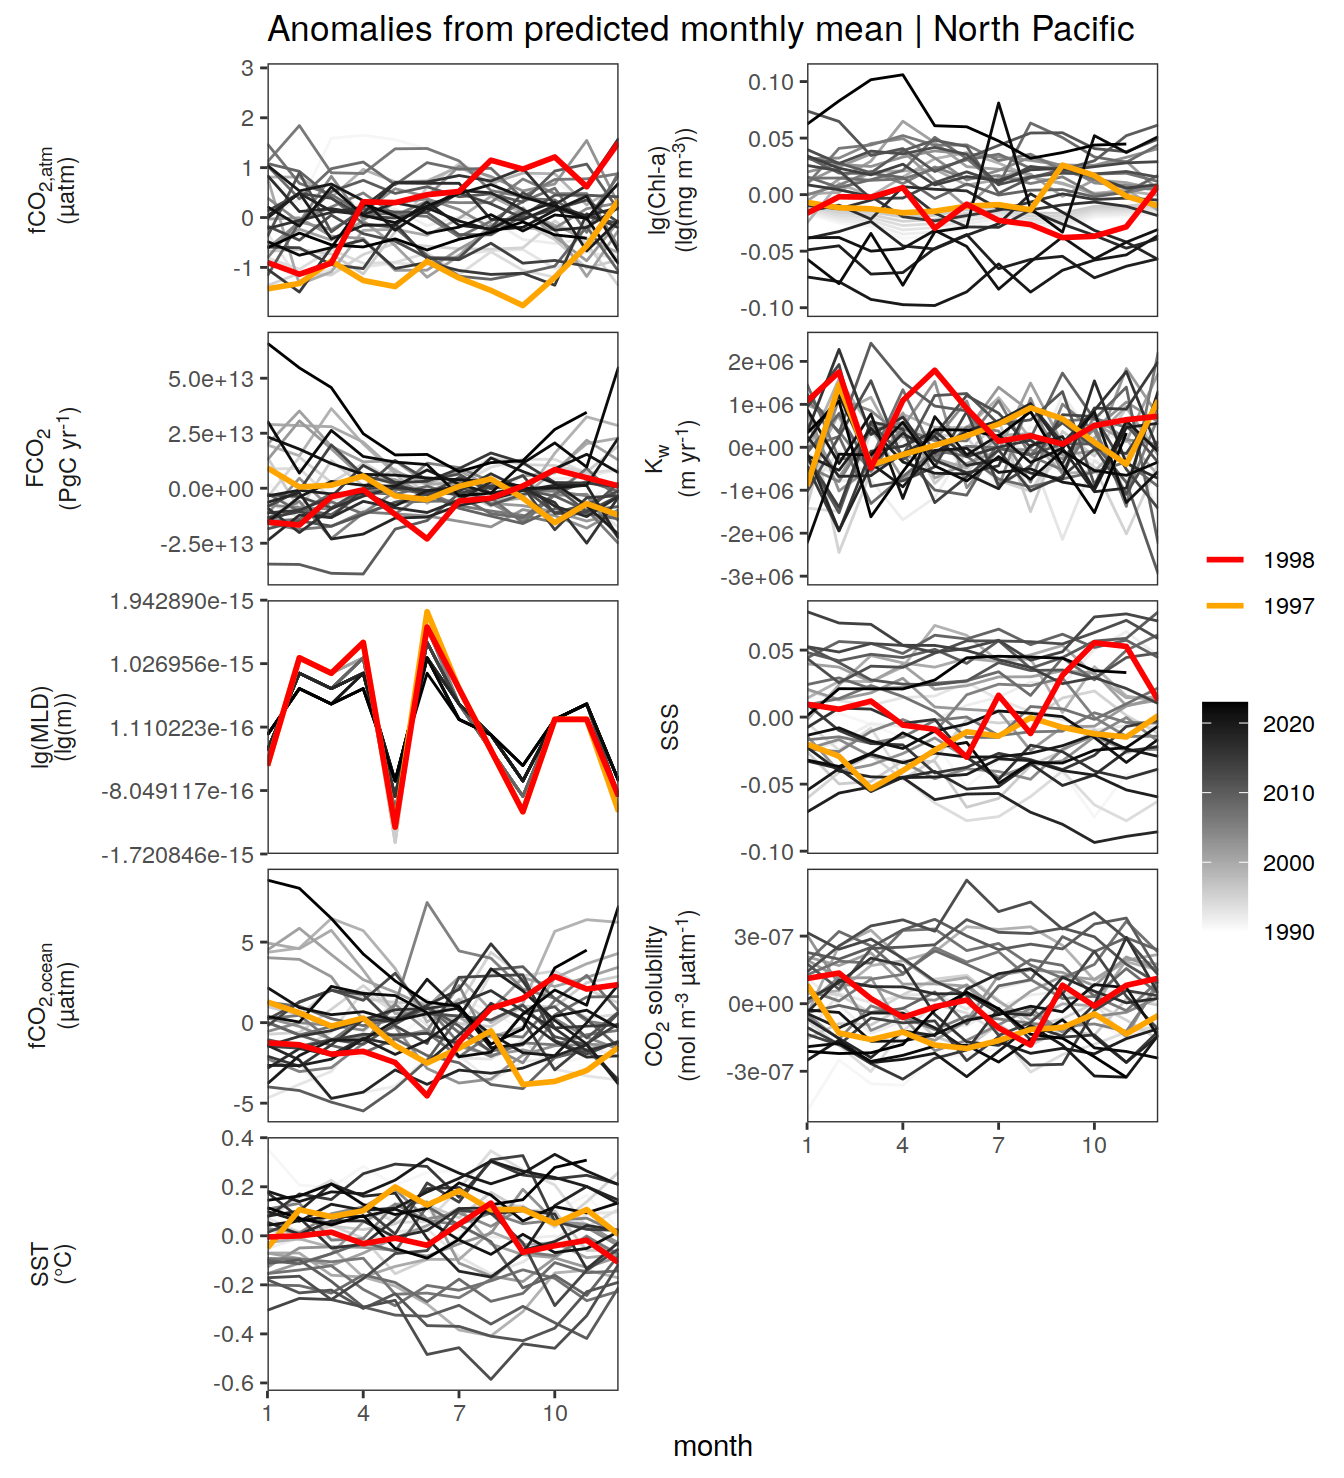 Anomalies from predicted monthly mean | North Pacific
fCO2,atm
(µatm)
3
2
1
0
-1
lg(Chl-a)
(lg(mg m-3))
0.10
0.05
0.00
-0.05
-0.10
FCO2
(PgC yr-1)
5.0e+13
2.5e+13
0.0e+00
-2.5e+13
Kw
(m yr-1)
2e+06
1e+06
0e+00
-1e+06
-2e+06
-3e+06
lg(MLD)
(lg(m))
1.942890e-15
1.026956e-15
1.110223e-16
-8.049117e-16
-1.720846e-15
SSS
0.05
0.00
-0.05
-0.10
fCO2,ocean
(µatm)
5
0
-5
CO2 solubility
(mol m-3 µatm-1)
3e-07
0e+00
-3e-07
1 4 7 10
SST
(°C)
0.4
0.2
0.0
-0.2
-0.4
-0.6
1 4 7 10
month
1998
1997
2020
2010
2000
1990